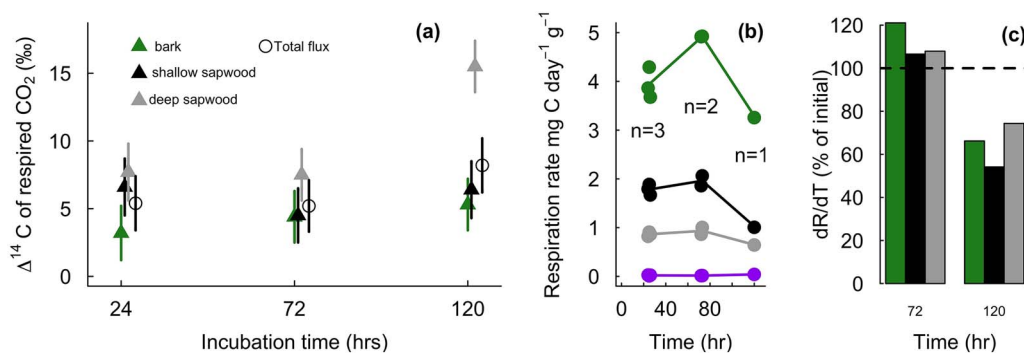 (a)
bark
Total flux
shallow sapwood
deep sapwood
Δ¹⁴ C of respired CO₂ (‰)
15
10
5
0
24
72
120
Incubation time (hrs)
(b)
Respiration rate mg C day⁻¹ g⁻¹
5
4
3
2
1
0
n=3
n=2
n=1
0
40
80
Time (hr)
(c)
dR/dT (% of initial)
120
100
80
60
40
20
0
72
120
Time (hr)